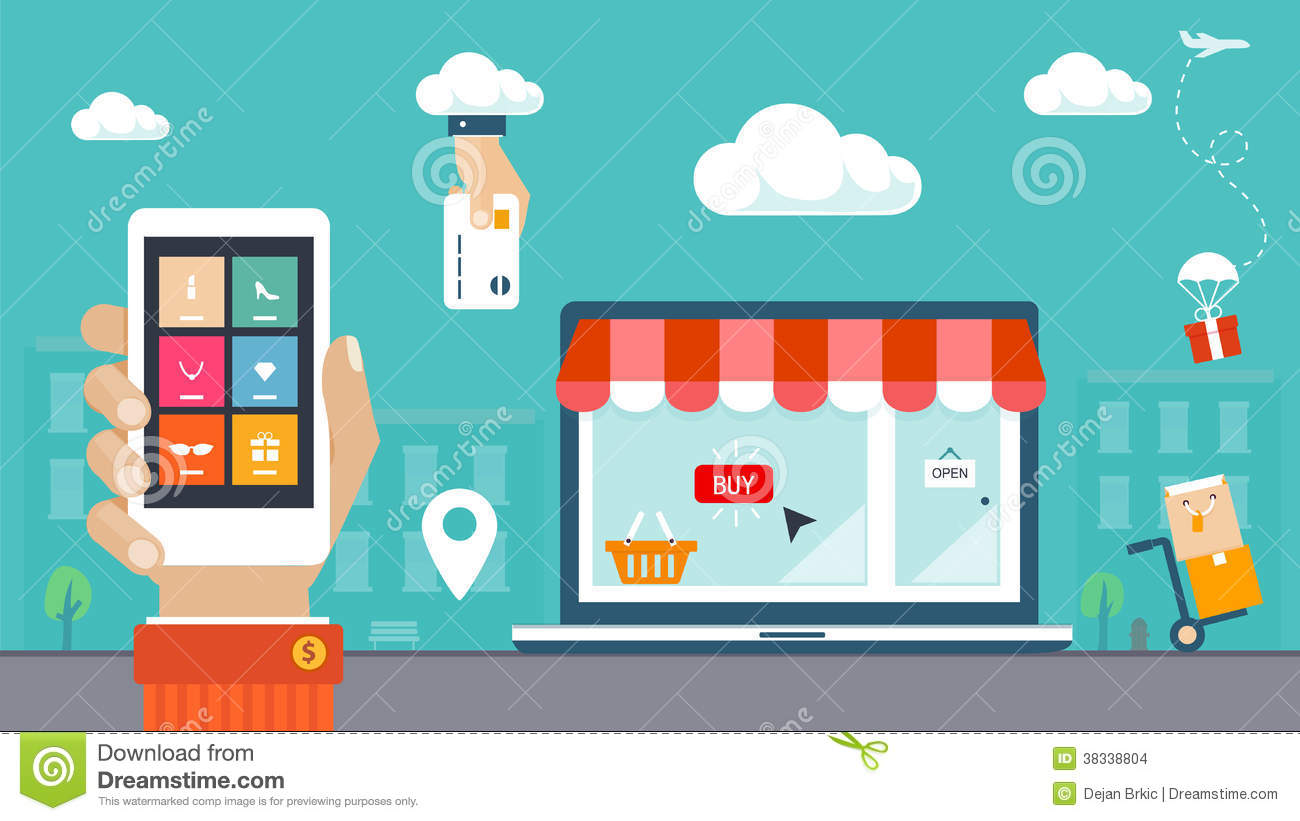 dreamstime.
dreamstime.
dreamstime.
dreamstime.
BUY
OPEN
dreamstime.
dreamstime.
$
Download from
Dreamstime.com
This watermarked comp image is for previewing purposes only.
ID 38338804
© Dejan Brkic | Dreamstime.com